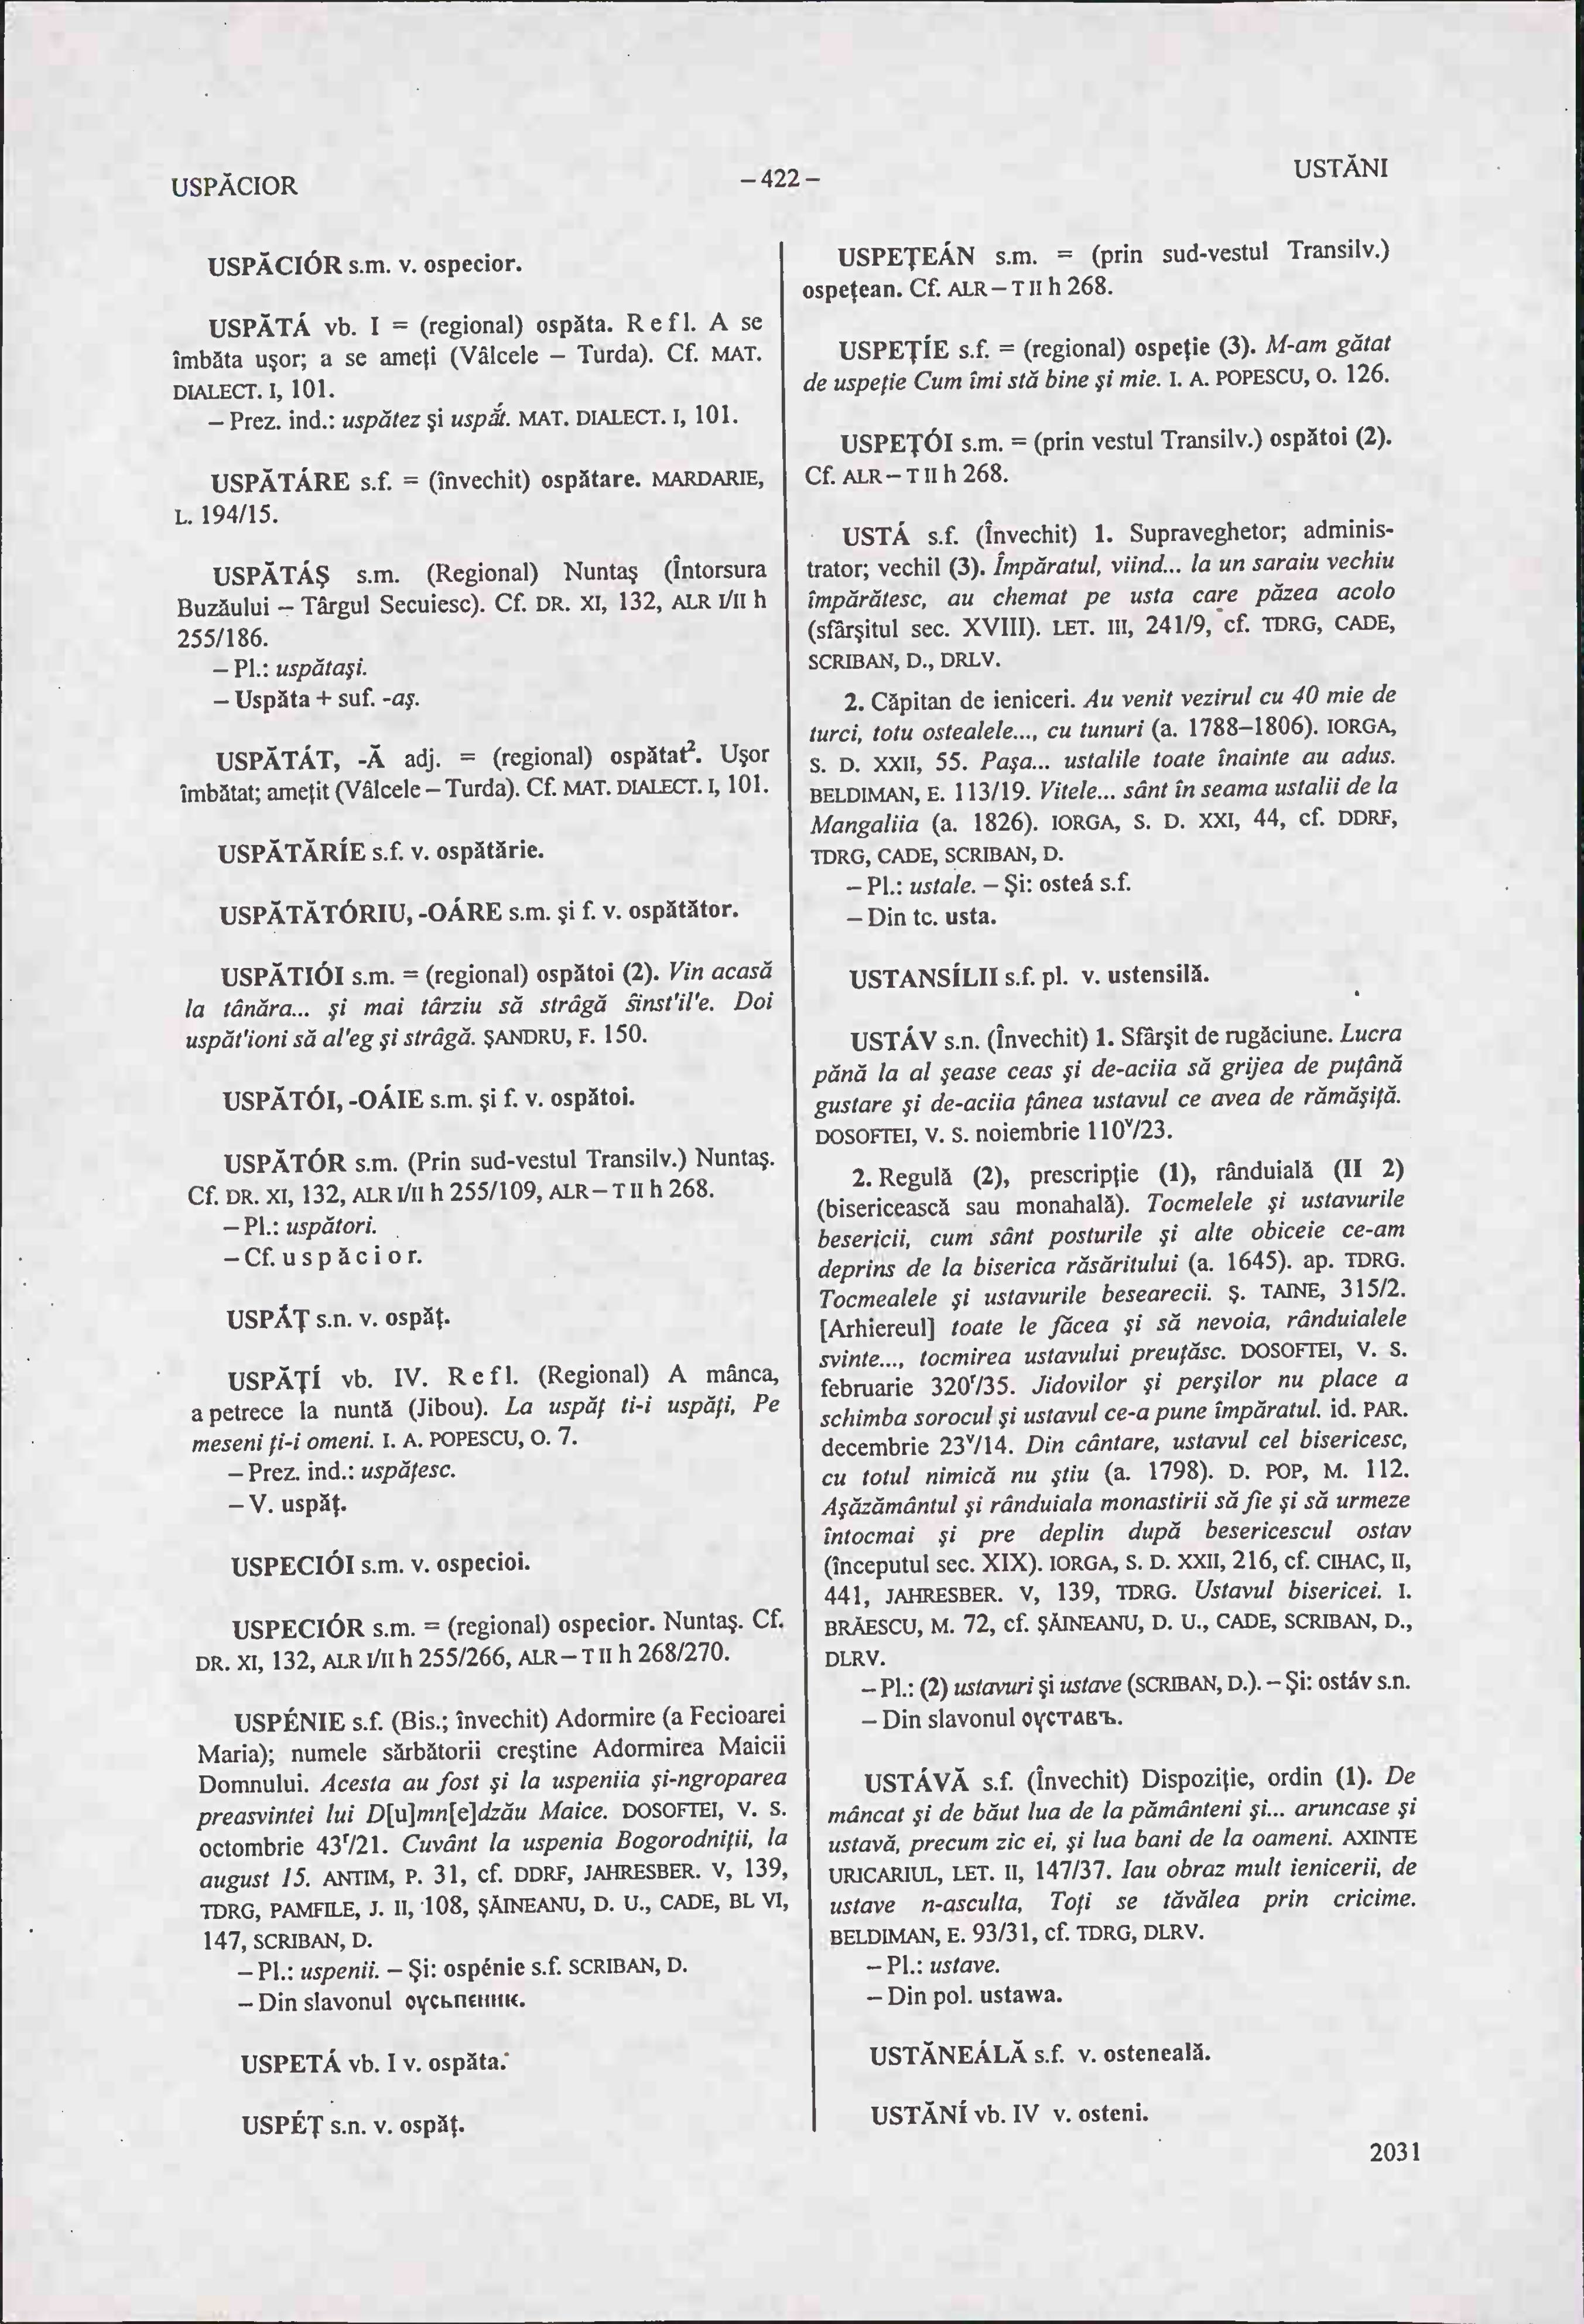 USPĂCIOR
– 422 –
USTĂNI
USPĂCIÓR s.m. v. ospecior.
USPĂTÁ vb. I = (regional) ospăta. Refl. A se
îmbăta uşor; a se ameţi (Vâlcele – Turda). Cf. MAT.
DIALECT. I, 101.
– Prez. ind.: uspătez şi uspắt. MAT. DIALECT. I, 101.
USPĂTÁRE s.f. = (învechit) ospătare. MARDARIE,
L. 194/15.
USPĂTÁŞ s.m. (Regional) Nuntaş (Întorsura
Buzăului – Târgul Secuiesc). Cf. DR. XI, 132, ALR I/II h
255/186.
– Pl.: uspătaşi.
– Uspăta + suf. -aş.
USPĂTÁT, -Ă adj. = (regional) ospătat². Uşor
îmbătat; ameţit (Vâlcele – Turda). Cf. MAT. DIALECT. I, 101.
USPĂTĂRÍE s.f. v. ospătărie.
USPĂTĂTÓRIU, -OÁRE s.m. şi f. v. ospătător.
USPĂTIÓI s.m. = (regional) ospătoi (2). Vin acasă
la tânăra... şi mai târziu să strâgă śinst'il'e. Doi
uspăt'ioni să al'eg şi strâgă. ŞANDRU, F. 150.
USPĂTÓI, -OÁIE s.m. şi f. v. ospătoi.
USPĂTÓR s.m. (Prin sud-vestul Transilv.) Nuntaş.
Cf. DR. XI, 132, ALR I/II h 255/109, ALR – T II h 268.
– Pl.: uspători.
– Cf. uspăcior.
USPẮŢ s.n. v. ospăţ.
USPĂŢÍ vb. IV. Refl. (Regional) A mânca,
a petrece la nuntă (Jibou). La uspăţ ti-i uspăţi, Pe
meseni ţi-i omeni. I. A. POPESCU, O. 7.
– Prez. ind.: uspăţesc.
– V. uspăţ.
USPECIÓI s.m. v. ospecioi.
USPECIÓR s.m. = (regional) ospecior. Nuntaş. Cf.
DR. XI, 132, ALR I/II h 255/266, ALR – T II h 268/270.
USPÉNIE s.f. (Bis.; învechit) Adormire (a Fecioarei
Maria); numele sărbătorii creştine Adormirea Maicii
Domnului. Acesta au fost şi la uspeniia şi-ngroparea
preasvintei lui D[u]mn[e]dzău Maice. DOSOFTEI, V. S.
octombrie 43ʳ/21. Cuvânt la uspenia Bogorodniţii, la
august 15. ANTIM, P. 31, cf. DDRF, JAHRESBER. V, 139,
TDRG, PAMFILE, J. II, 108, ŞĂINEANU, D. U., CADE, BL VI,
147, SCRIBAN, D.
– Pl.: uspenii. – Şi: ospénie s.f. SCRIBAN, D.
– Din slavonul оусьпениѥ.
USPETÁ vb. I v. ospăta.
USPÉŢ s.n. v. ospăţ.
USPEŢEÁN s.m. = (prin sud-vestul Transilv.)
ospeţean. Cf. ALR – T II h 268.
USPEŢÍE s.f. = (regional) ospeţie (3). M-am gătat
de uspeţie Cum îmi stă bine şi mie. I. A. POPESCU, O. 126.
USPEŢÓI s.m. = (prin vestul Transilv.) ospătoi (2).
Cf. ALR – T II h 268.
USTÁ s.f. (Învechit) 1. Supraveghetor; adminis-
trator; vechil (3). Împăratul, viind... la un saraiu vechiu
împărătesc, au chemat pe usta care păzea acolo
(sfârşitul sec. XVIII). LET. III, 241/9, cf. TDRG, CADE,
SCRIBAN, D., DRLV.
2. Căpitan de ieniceri. Au venit vezirul cu 40 mie de
turci, totu ostealele..., cu tunuri (a. 1788–1806). IORGA,
S. D. XXII, 55. Paşa... ustalile toate înainte au adus.
BELDIMAN, E. 113/19. Vitele... sânt în seama ustalii de la
Mangaliia (a. 1826). IORGA, S. D. XXI, 44, cf. DDRF,
TDRG, CADE, SCRIBAN, D.
– Pl.: ustale. – Şi: osteá s.f.
– Din tc. usta.
USTANSÍLII s.f. pl. v. ustensilă.
USTÁV s.n. (Învechit) 1. Sfârşit de rugăciune. Lucra
până la al şease ceas şi de-aciia să grijea de puţână
gustare şi de-aciia ţânea ustavul ce avea de rămăşiţă.
DOSOFTEI, V. S. noiembrie 110ᵛ/23.
2. Regulă (2), prescripţie (1), rânduială (II 2)
(bisericească sau monahală). Tocmelele şi ustavurile
besericii, cum sânt posturile şi alte obiceie ce-am
deprins de la biserica răsăritului (a. 1645). ap. TDRG.
Tocmealele şi ustavurile besearecii. Ş. TAINE, 315/2.
[Arhiereul] toate le făcea şi să nevoia, rânduialele
svinte..., tocmirea ustavului preuţăsc. DOSOFTEI, V. S.
februarie 320ʳ/35. Jidovilor şi perşilor nu place a
schimba sorocul şi ustavul ce-a pune împăratul. id. PAR.
decembrie 23ᵛ/14. Din cântare, ustavul cel bisericesc,
cu totul nimică nu ştiu (a. 1798). D. POP, M. 112.
Aşăzământul şi rânduiala monastirii să fie şi să urmeze
întocmai şi pre deplin după besericescul ostav
(începutul sec. XIX). IORGA, S. D. XXII, 216, cf. CIHAC, II,
441, JAHRESBER. V, 139, TDRG. Ustavul bisericei. I.
BRĂESCU, M. 72, cf. ŞĂINEANU, D. U., CADE, SCRIBAN, D.,
DLRV.
– Pl.: (2) ustavuri şi ustave (SCRIBAN, D.). – Şi: ostáv s.n.
– Din slavonul оуставъ.
USTÁVĂ s.f. (Învechit) Dispoziţie, ordin (1). De
mâncat şi de băut lua de la pământeni şi... aruncase şi
ustavă, precum zic ei, şi lua bani de la oameni. AXINTE
URICARIUL, LET. II, 147/37. Iau obraz mult ienicerii, de
ustave n-asculta, Toţi se tăvălea prin cricime.
BELDIMAN, E. 93/31, cf. TDRG, DLRV.
– Pl.: ustave.
– Din pol. ustawa.
USTĂNEÁLĂ s.f. v. osteneală.
USTĂNÍ vb. IV v. osteni.
2031